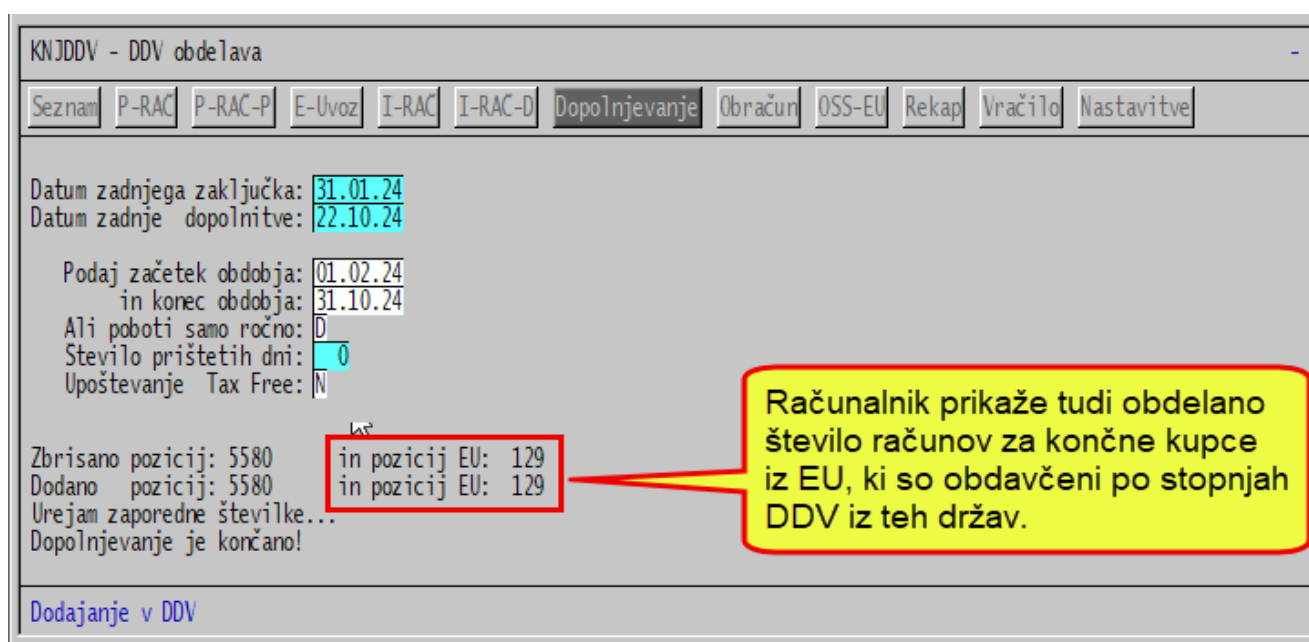 KNJDDV - DDV obdelava -
Seznam P-RAČ P-RAČ-P E-Uvoz I-RAČ I-RAČ-D Dopolnjevanje Obračun OSS-EU Rekap Vračilo Nastavitve
Datum zadnjega zaključka: 31.01.24
Datum zadnje dopolnitve: 22.10.24
Podaj začetek obdobja: 01.02.24
in konec obdobja: 31.10.24
Ali poboti samo ročno: D
Število prištetih dni: 0
Upoštevanje Tax Free: N
Zbrisano pozicij: 5580 in pozicij EU: 129
Dodano pozicij: 5580 in pozicij EU: 129
Urejam zaporedne številke...
Dopolnjevanje je končano!
Računalnik prikaže tudi obdelano
število računov za končne kupce
iz EU, ki so obdavčeni po stopnjah
DDV iz teh držav.
Dodajanje v DDV